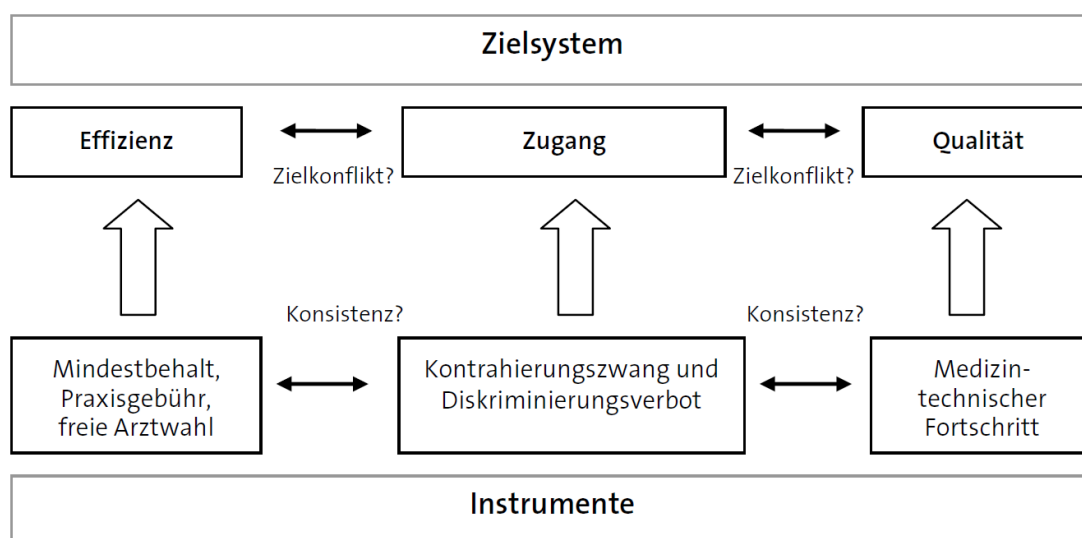 Zielsystem
Effizienz
Zugang
Qualität
Zielkonflikt?
Zielkonflikt?
Konsistenz?
Konsistenz?
Mindestbehalt,
Praxisgebühr,
freie Arztwahl
Kontrahierungszwang und
Diskriminierungsverbot
Medizin-
technischer
Fortschritt
Instrumente